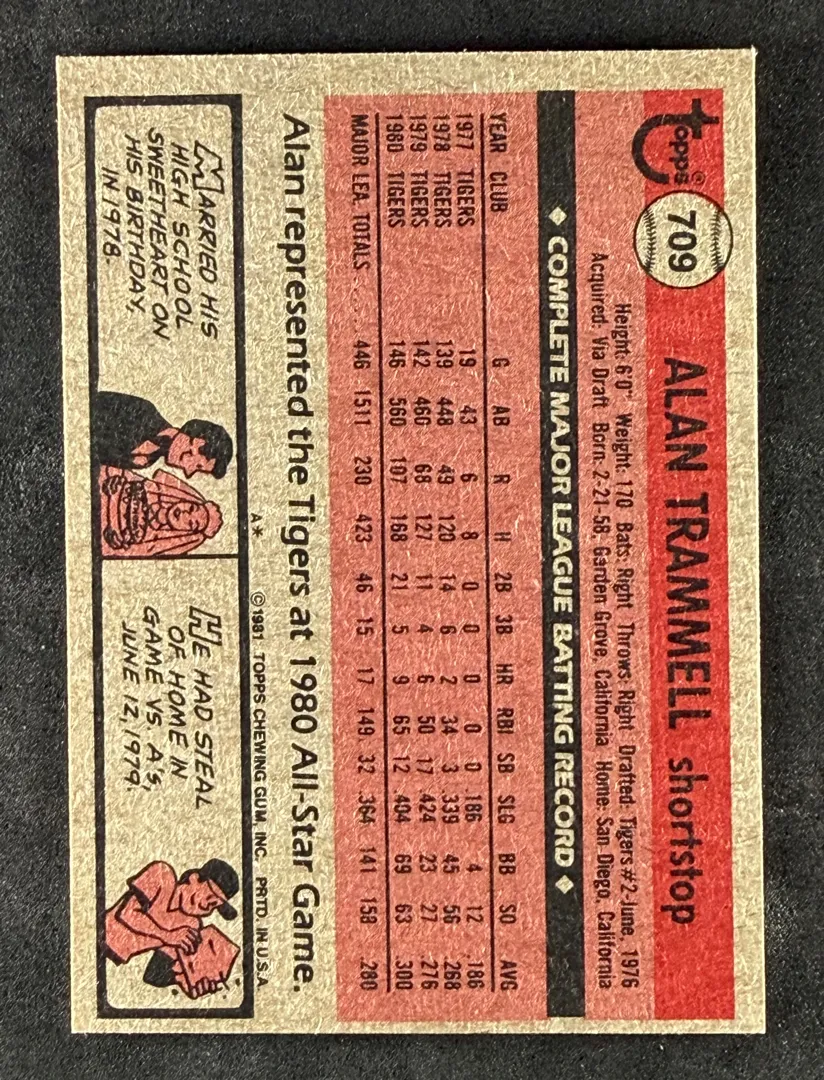 Topps® 709 ALAN TRAMMELL shortstop
Height: 6'0" Weight: 170 Bats: Right Throws: Right Drafted: Tigers #2-June, 1976
Acquired: Via Draft Born: 2-21-58, Garden Grove, California Home: San Diego, California
◆ COMPLETE MAJOR LEAGUE BATTING RECORD ◆
YEAR CLUB G AB R H 2B 3B HR RBI SB SLG BB SO AVG
1977 TIGERS 19 43 6 8 0 0 0 0 0 .186 4 12 .186
1978 TIGERS 139 448 49 120 14 6 2 34 3 .339 45 56 .268
1979 TIGERS 142 460 68 127 11 4 6 50 17 .424 23 27 .276
1980 TIGERS 146 560 107 168 21 5 9 65 12 .404 69 63 .300
MAJOR LEA. TOTALS 446 1511 230 423 46 15 17 149 32 .364 141 158 .280
Alan represented the Tigers at 1980 All-Star Game.
A* ©1981 TOPPS CHEWING GUM, INC. PRTD. IN U.S.A.
MARRIED HIS
HIGH SCHOOL
SWEETHEART ON
HIS BIRTHDAY,
IN 1978.
HE HAD STEAL
OF HOME IN
GAME VS. A'S,
JUNE 12, 1979.